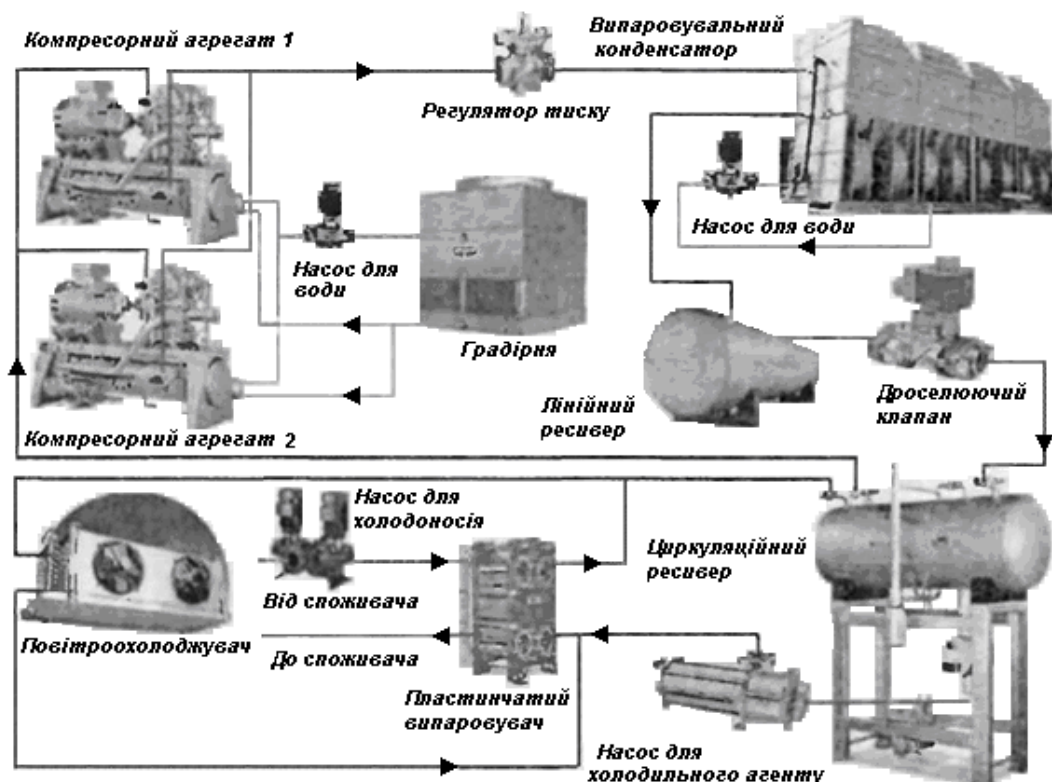 Компресорний агрегат 1
Випаровувальний
конденсатор
Регулятор тиску
Насос для води
Насос для
води
Градірня
Лінійний
ресивер
Дроселюючий
клапан
Компресорний агрегат 2
Насос для
холодоносія
Циркуляційний
ресивер
Від споживача
Повітроохолоджувач
До споживача
Пластинчатий
випаровувач
Насос для
холодильного агенту